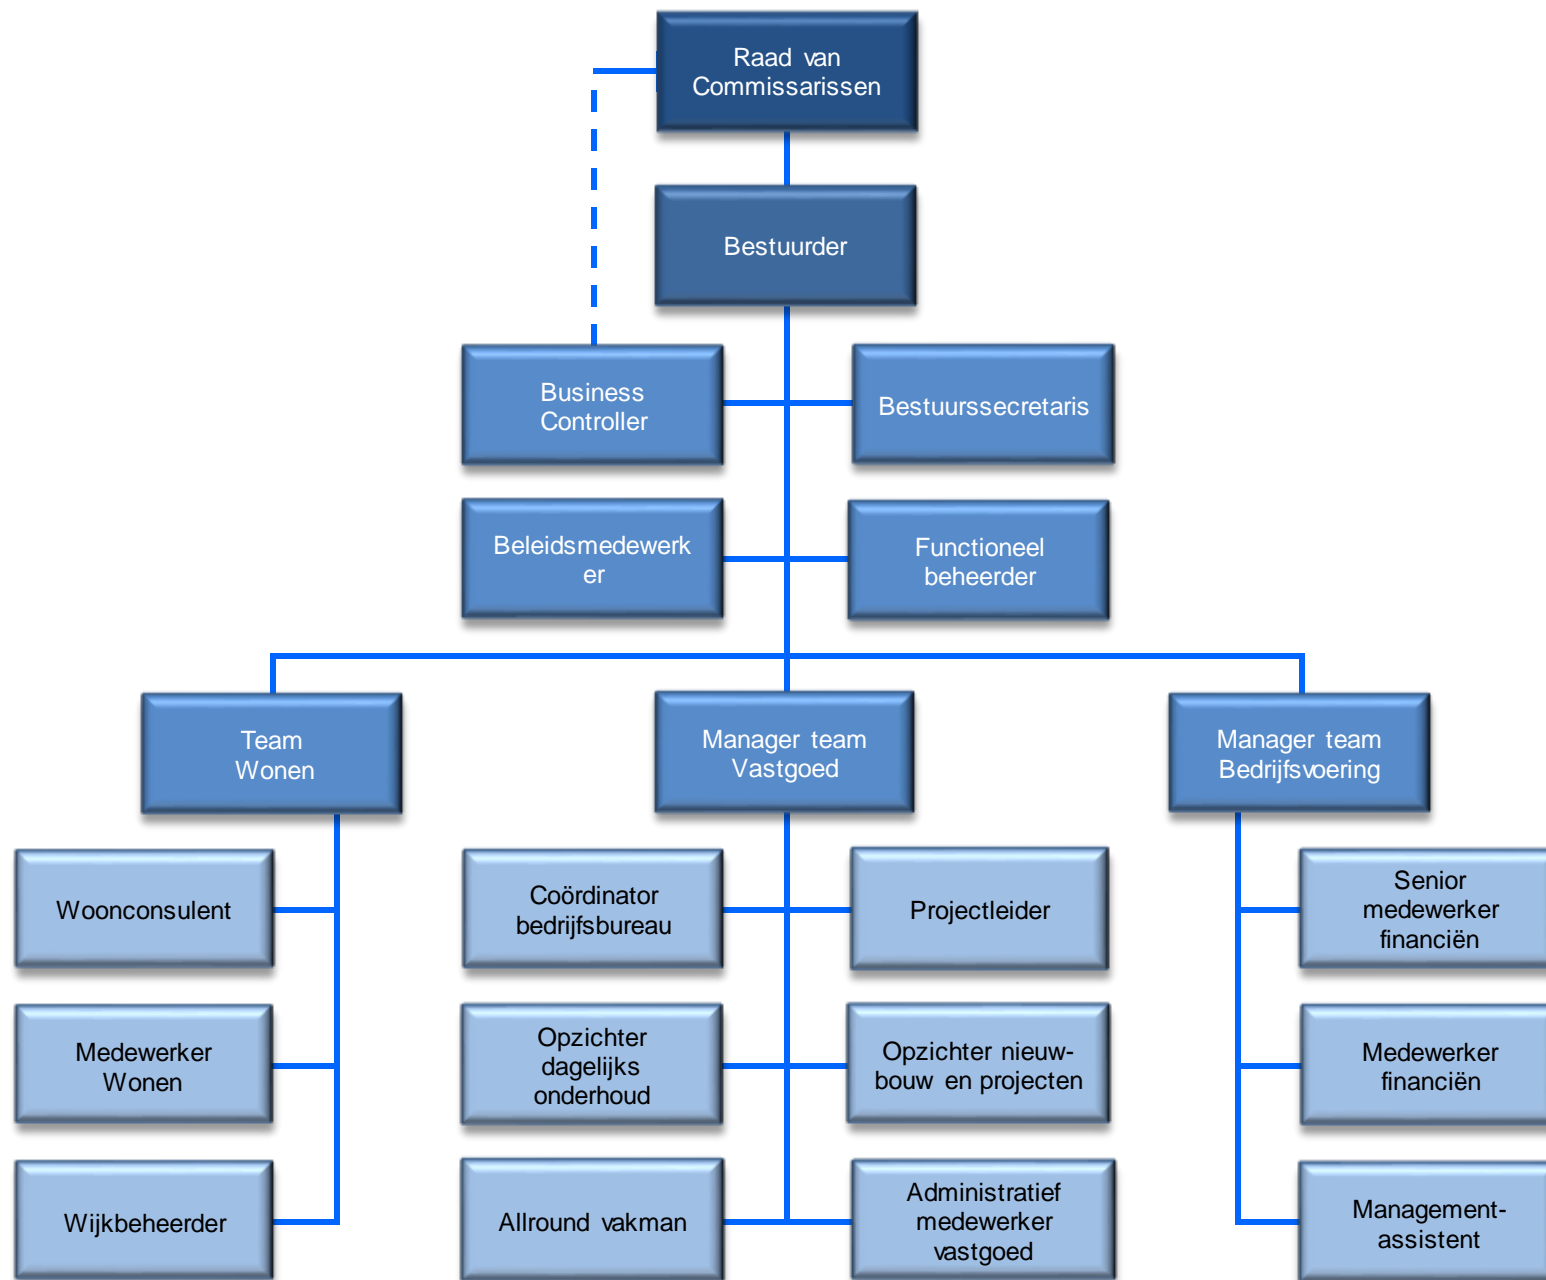 Raad van
Commissarissen
Bestuurder
Business
Controller
Bestuurssecretaris
Beleidsmedewerk
er
Functioneel
beheerder
Team
Wonen
Manager team
Vastgoed
Manager team
Bedrijfsvoering
Woonconsulent
Coördinator
bedrijfsbureau
Projectleider
Senior
medewerker
financiën
Medewerker
Wonen
Opzichter
dagelijks
onderhoud
Opzichter nieuw-
bouw en projecten
Medewerker
financiën
Wijkbeheerder
Allround vakman
Administratief
medewerker
vastgoed
Management-
assistent